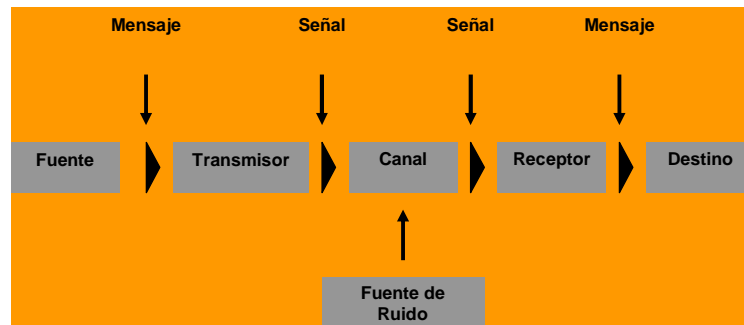 Mensaje Señal Señal Mensaje
Fuente Transmisor Canal Receptor Destino
Fuente de
Ruido